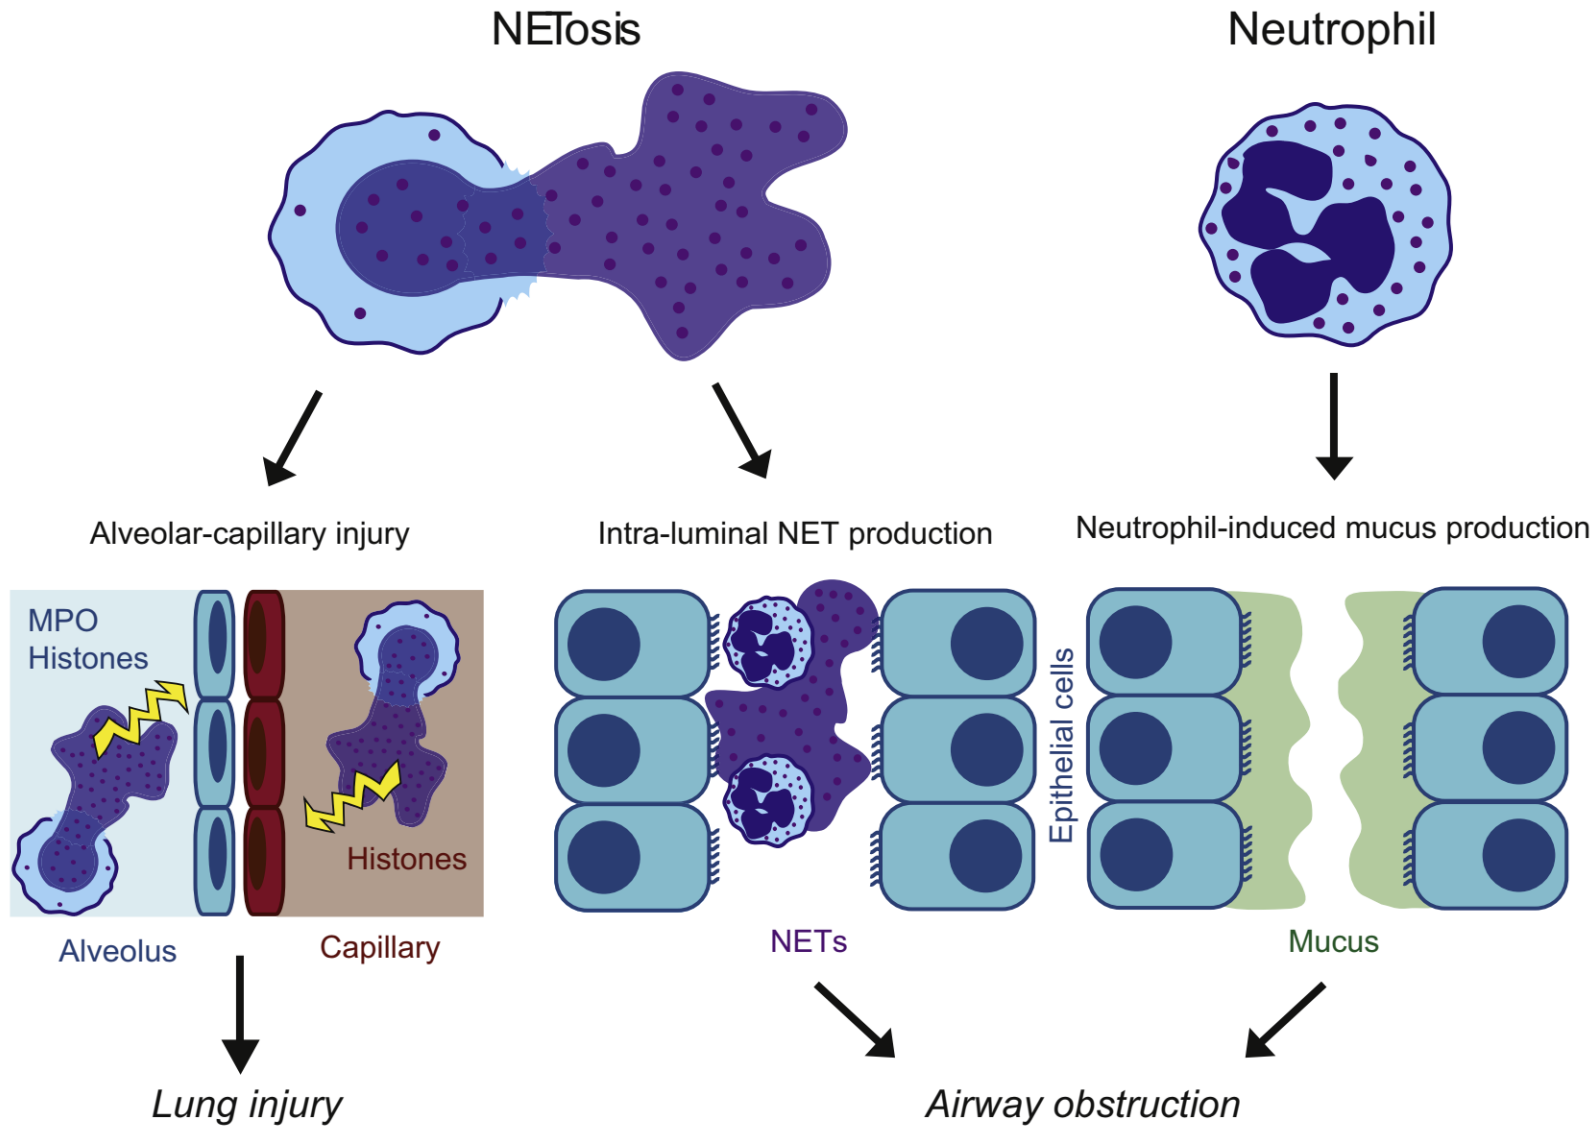 NETosis
Neutrophil
Alveolar-capillary injury
Intra-luminal NET production
Neutrophil-induced mucus production
MPO
Histones
Histones
Epithelial cells
Alveolus
Capillary
NETs
Mucus
Lung injury
Airway obstruction